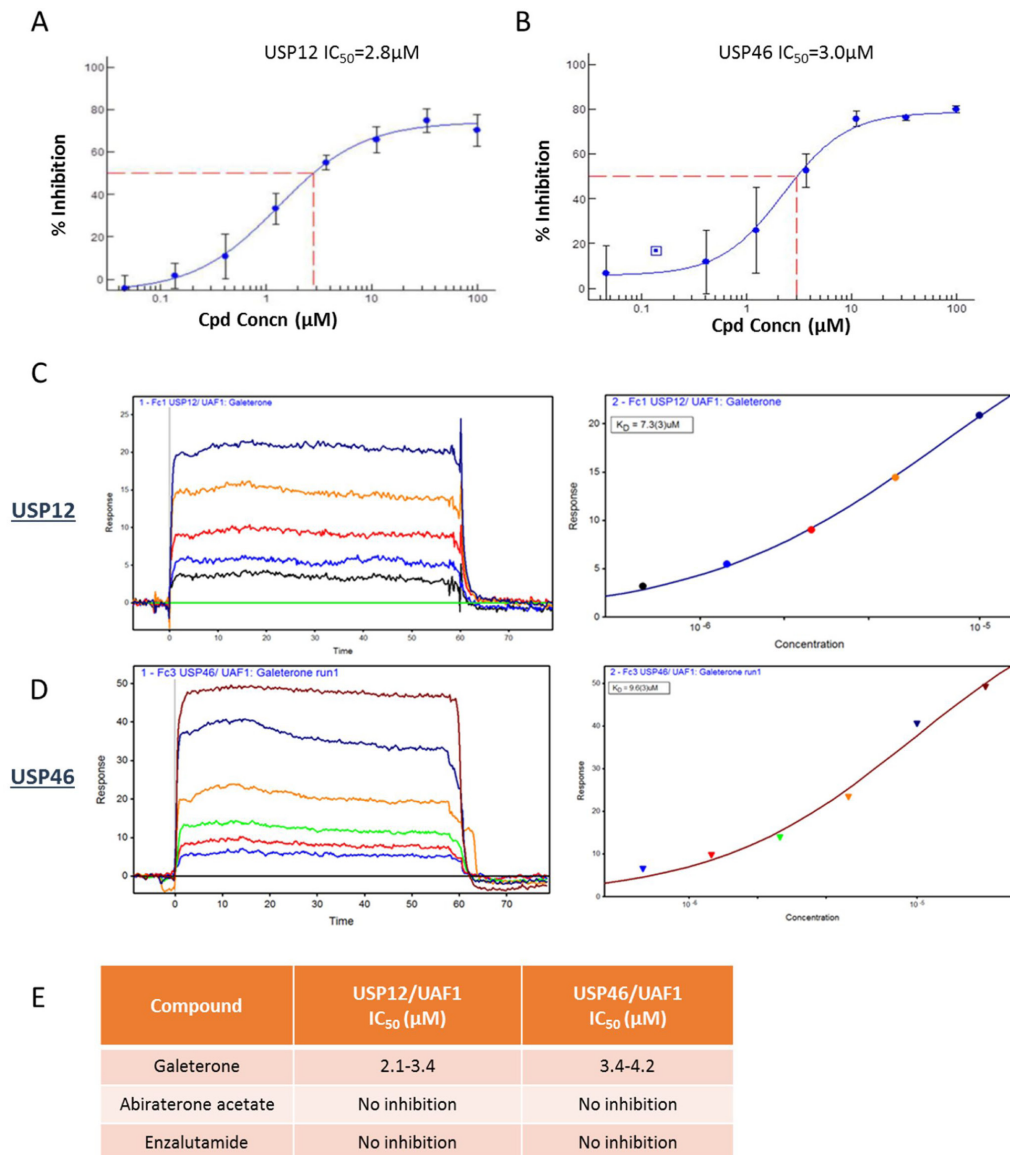 A
USP12 IC50=2.8µM
100
80
60
40
20
0
% Inhibition
0.1
1
10
100
Cpd Concn (µM)
B
USP46 IC50=3.0µM
100
80
60
40
20
0
% Inhibition
0.1
1
10
100
Cpd Concn (µM)
C
USP12
1 - Fc1 USP12/ UAF1: Galeterone
25
20
15
10
5
0
Response
0
10
20
30
40
50
60
70
Time
2 - Fc1 USP12/ UAF1: Galeterone
KD = 7.3(3)uM
20
15
10
5
0
Response
10-6
10-5
Concentration
D
USP46
1 - Fc3 USP46/ UAF1: Galeterone run1
50
40
30
20
10
0
Response
0
10
20
30
40
50
60
70
Time
2 - Fc3 USP46/ UAF1: Galeterone run1
KD = 9.6(3)uM
50
40
30
20
10
0
Response
10-6
10-5
Concentration
E
Compound
USP12/UAF1
IC50 (µM)
USP46/UAF1
IC50 (µM)
Galeterone
2.1-3.4
3.4-4.2
Abiraterone acetate
No inhibition
No inhibition
Enzalutamide
No inhibition
No inhibition